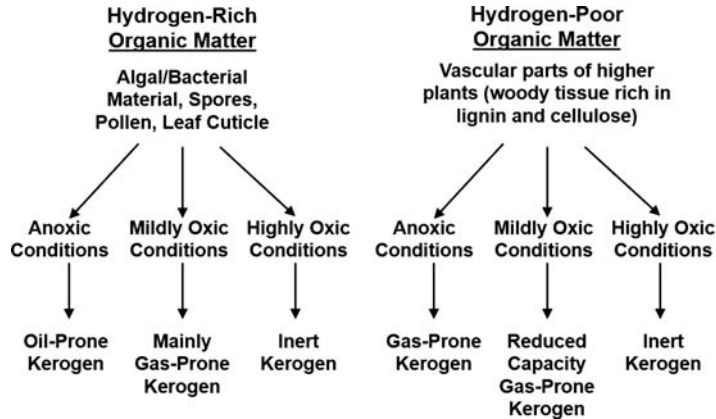 Hydrogen-Rich
Organic Matter
Algal/Bacterial
Material, Spores,
Pollen, Leaf Cuticle
Anoxic
Conditions
Mildly Oxic
Conditions
Highly Oxic
Conditions
Oil-Prone
Kerogen
Mainly
Gas-Prone
Kerogen
Inert
Kerogen
Hydrogen-Poor
Organic Matter
Vascular parts of higher
plants (woody tissue rich in
lignin and cellulose)
Anoxic
Conditions
Mildly Oxic
Conditions
Highly Oxic
Conditions
Gas-Prone
Kerogen
Reduced
Capacity
Gas-Prone
Kerogen
Inert
Kerogen